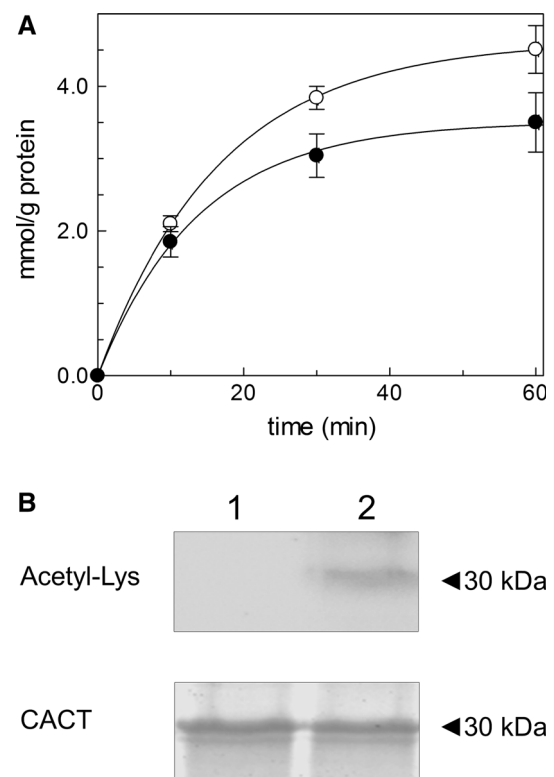 A
mmol/g protein
4.0
2.0
0.0
0 20 40 60
time (min)
B
1 2
Acetyl-Lys ◄30 kDa
CACT ◄30 kDa